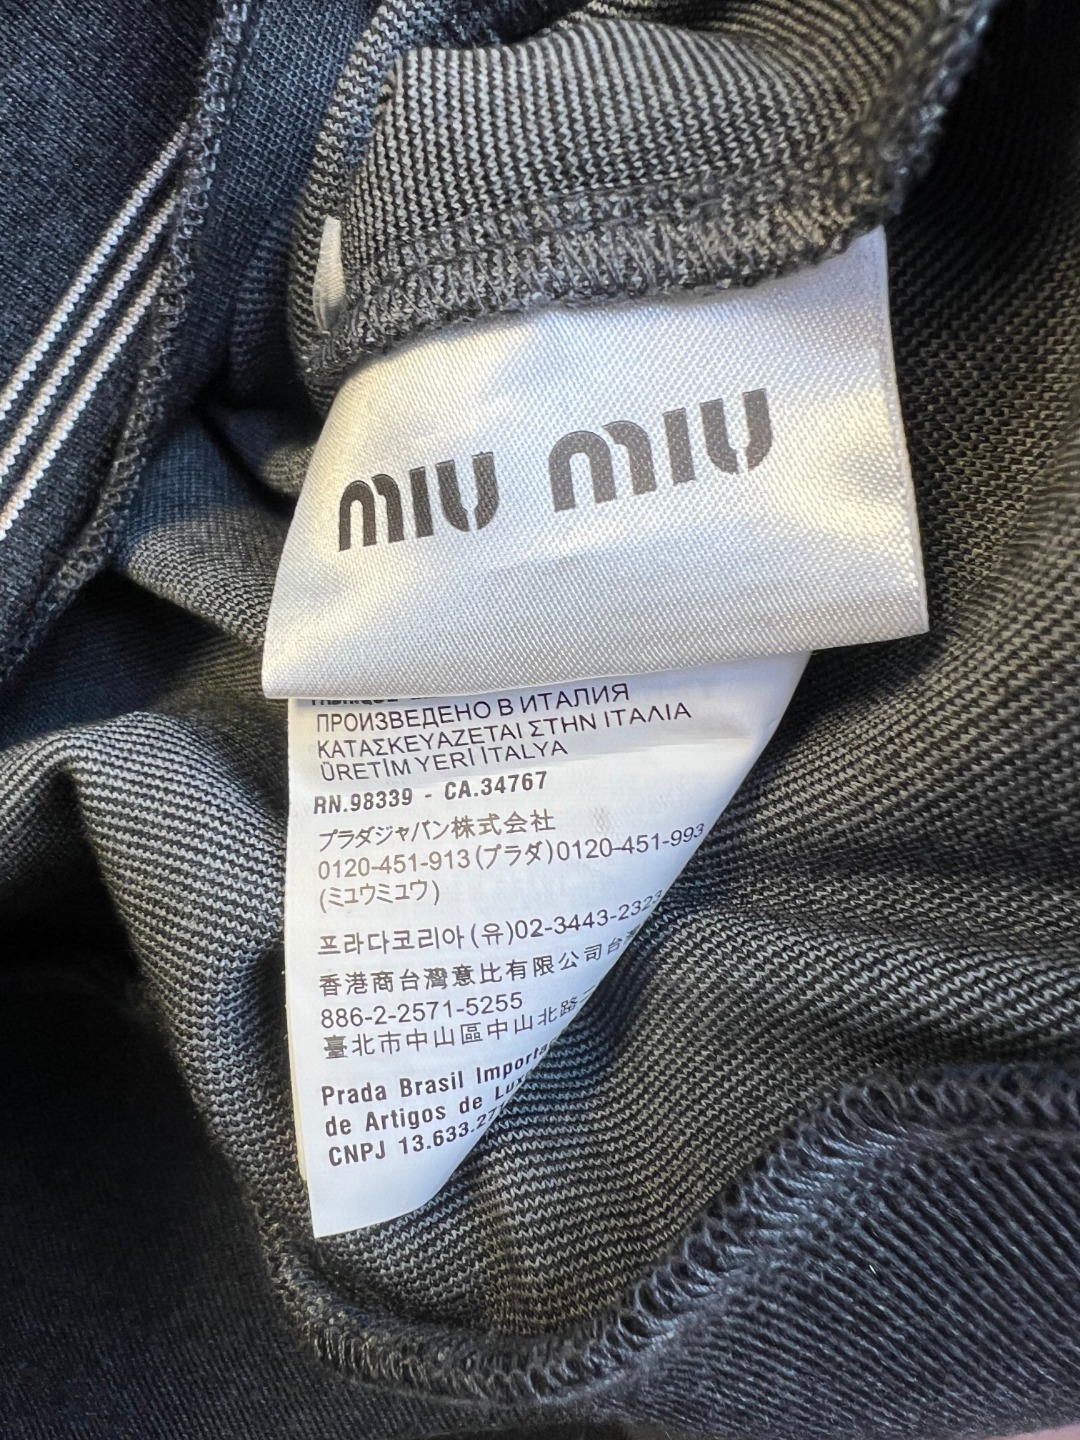 MIU MIU
ПРОИЗВЕДЕНО В ИТАЛИЯ
ΚΑΤΑΣΚΕΥΑΖΕΤΑΙ ΣΤΗΝ ΙΤΑΛΙΑ
ÜRETİM YERİ İTALYA
RN.98339 - CA.34767
プラダジャパン株式会社
0120-451-913(プラダ)0120-451-993
(ミュウミュウ)
프라다코리아(유)02-3443-2323
香港商台灣意比有限公司台
886-2-2571-5255
臺北市中山區中山北路
Prada Brasil
de Artigos de
CNPJ 13.633.27